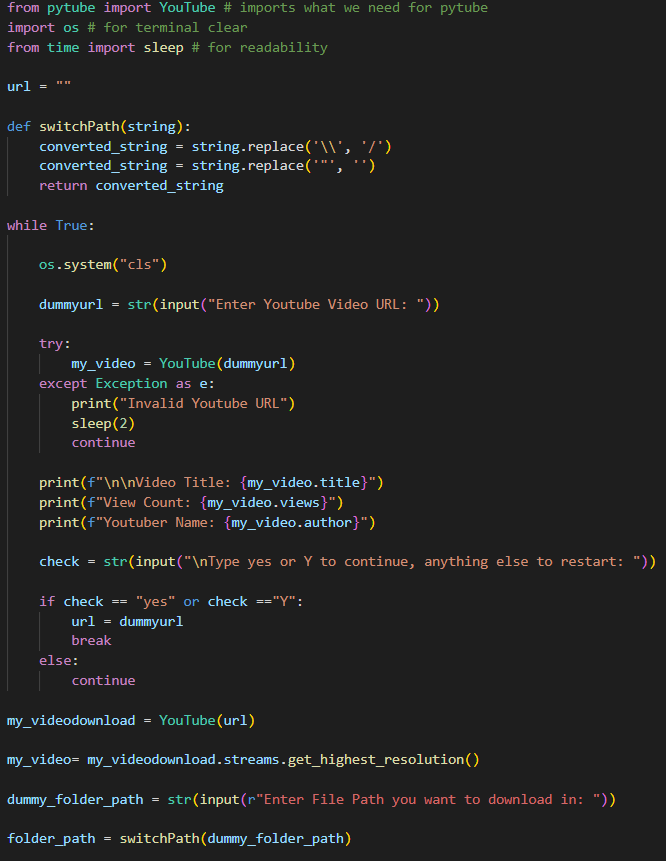 from pytube import YouTube # imports what we need for pytube
import os # for terminal clear
from time import sleep # for readability
url = ""
def switchPath(string):
converted_string = string.replace('\\', '/')
converted_string = string.replace('"', '')
return converted_string
while True:
os.system("cls")
dummyurl = str(input("Enter Youtube Video URL: "))
try:
my_video = YouTube(dummyurl)
except Exception as e:
print("Invalid Youtube URL")
sleep(2)
continue
print(f"\n\nVideo Title: {my_video.title}")
print(f"View Count: {my_video.views}")
print(f"Youtuber Name: {my_video.author}")
check = str(input("\nType yes or Y to continue, anything else to restart: "))
if check == "yes" or check =="Y":
url = dummyurl
break
else:
continue
my_videodownload = YouTube(url)
my_video= my_videodownload.streams.get_highest_resolution()
dummy_folder_path = str(input(r"Enter File Path you want to download in: "))
folder_path = switchPath(dummy_folder_path)